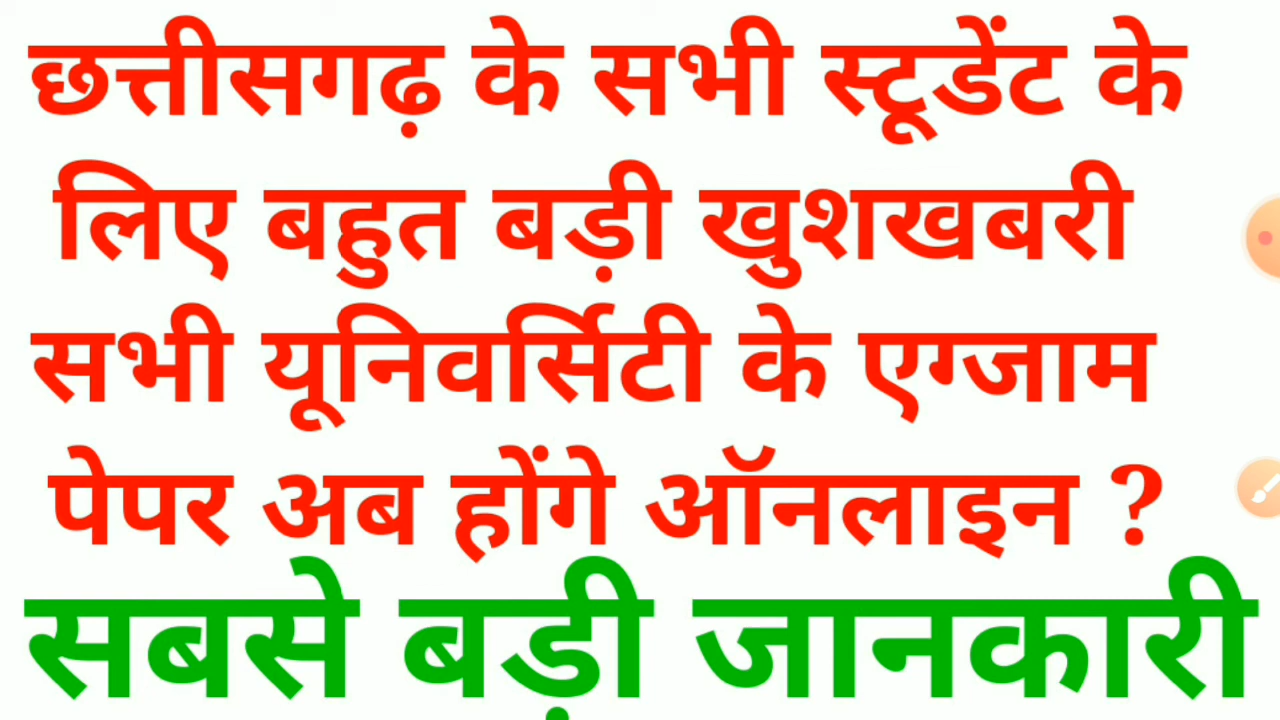 छत्तीसगढ़ के सभी स्टूडेंट के
लिए बहुत बड़ी खुशखबरी
सभी यूनिवर्सिटी के एग्जाम
पेपर अब होंगे ऑनलाइन ?
सबसे बड़ी जानकारी